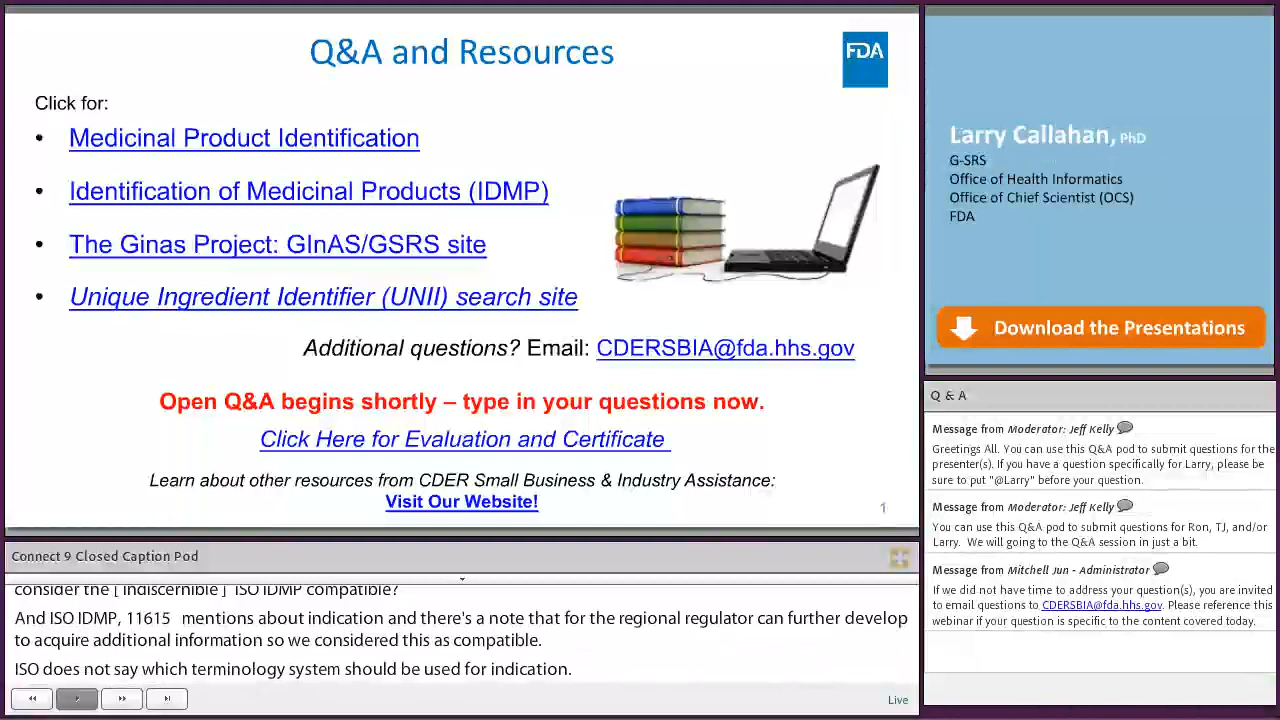 Q&A and Resources
FDA
Click for:
• Medicinal Product Identification
• Identification of Medicinal Products (IDMP)
• The Ginas Project: GInAS/GSRS site
• Unique Ingredient Identifier (UNII) search site
Additional questions? Email: CDERSBIA@fda.hhs.gov
Open Q&A begins shortly – type in your questions now.
Click Here for Evaluation and Certificate
Learn about other resources from CDER Small Business & Industry Assistance:
Visit Our Website!
1
Connect 9 Closed Caption Pod
consider the [ Indiscernible ] ISO IDMP compatible?
And ISO IDMP, 11615 mentions about indication and there's a note that for the regional regulator can further develop
to acquire additional information so we considered this as compatible.
ISO does not say which terminology system should be used for indication.
Live
Larry Callahan, PhD
G-SRS
Office of Health Informatics
Office of Chief Scientist (OCS)
FDA
Download the Presentations
Q & A
Message from Moderator: Jeff Kelly
Greetings All. You can use this Q&A pod to submit questions for the
presenter(s). If you have a question specifically for Larry, please be
sure to put "@Larry" before your question.
Message from Moderator: Jeff Kelly
You can use this Q&A pod to submit questions for Ron, TJ, and/or
Larry. We will going to the Q&A session in just a bit.
Message from Mitchell Jun - Administrator
If we did not have time to address your question(s), you are invited
to email questions to CDERSBIA@fda.hhs.gov. Please reference this
webinar if your question is specific to the content covered today.